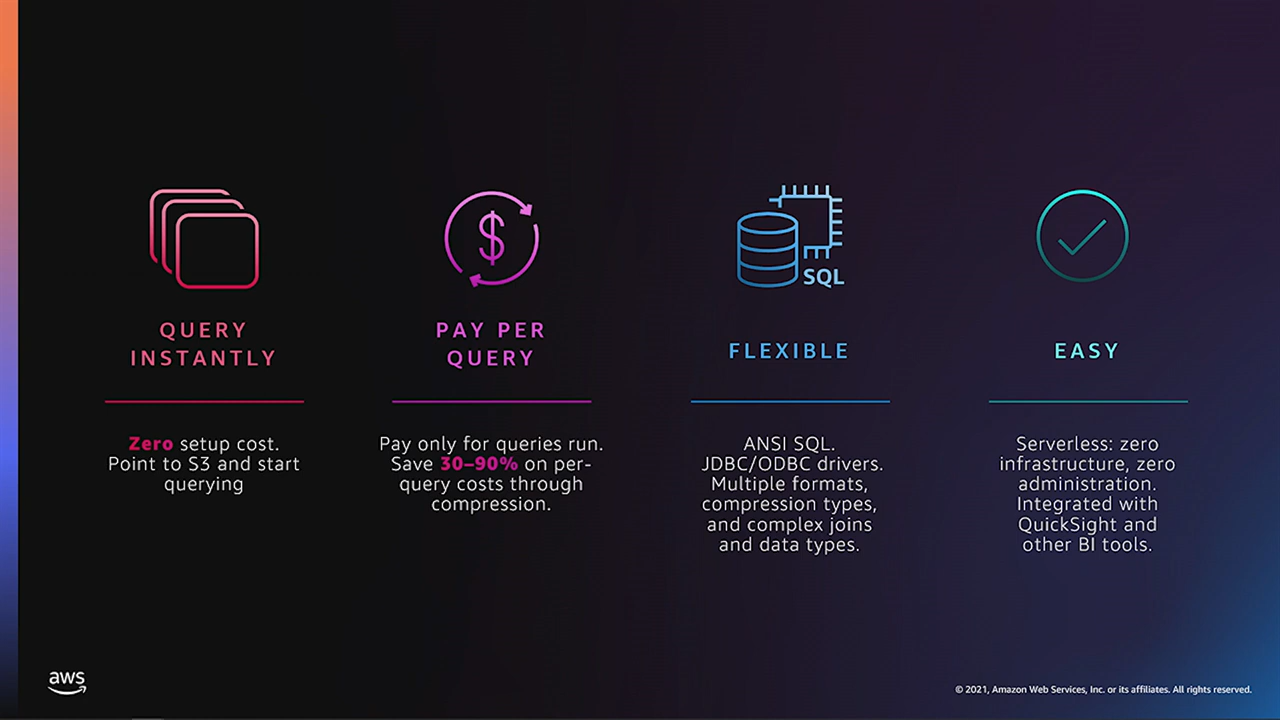 SQL
QUERY
INSTANTLY
Zero setup cost.
Point to S3 and start
querying
PAY PER
QUERY
Pay only for queries run.
Save 30–90% on per-
query costs through
compression.
FLEXIBLE
ANSI SQL.
JDBC/ODBC drivers.
Multiple formats,
compression types,
and complex joins
and data types.
EASY
Serverless: zero
infrastructure, zero
administration.
Integrated with
QuickSight and
other BI tools.
aws
© 2021, Amazon Web Services, Inc. or its affiliates. All rights reserved.